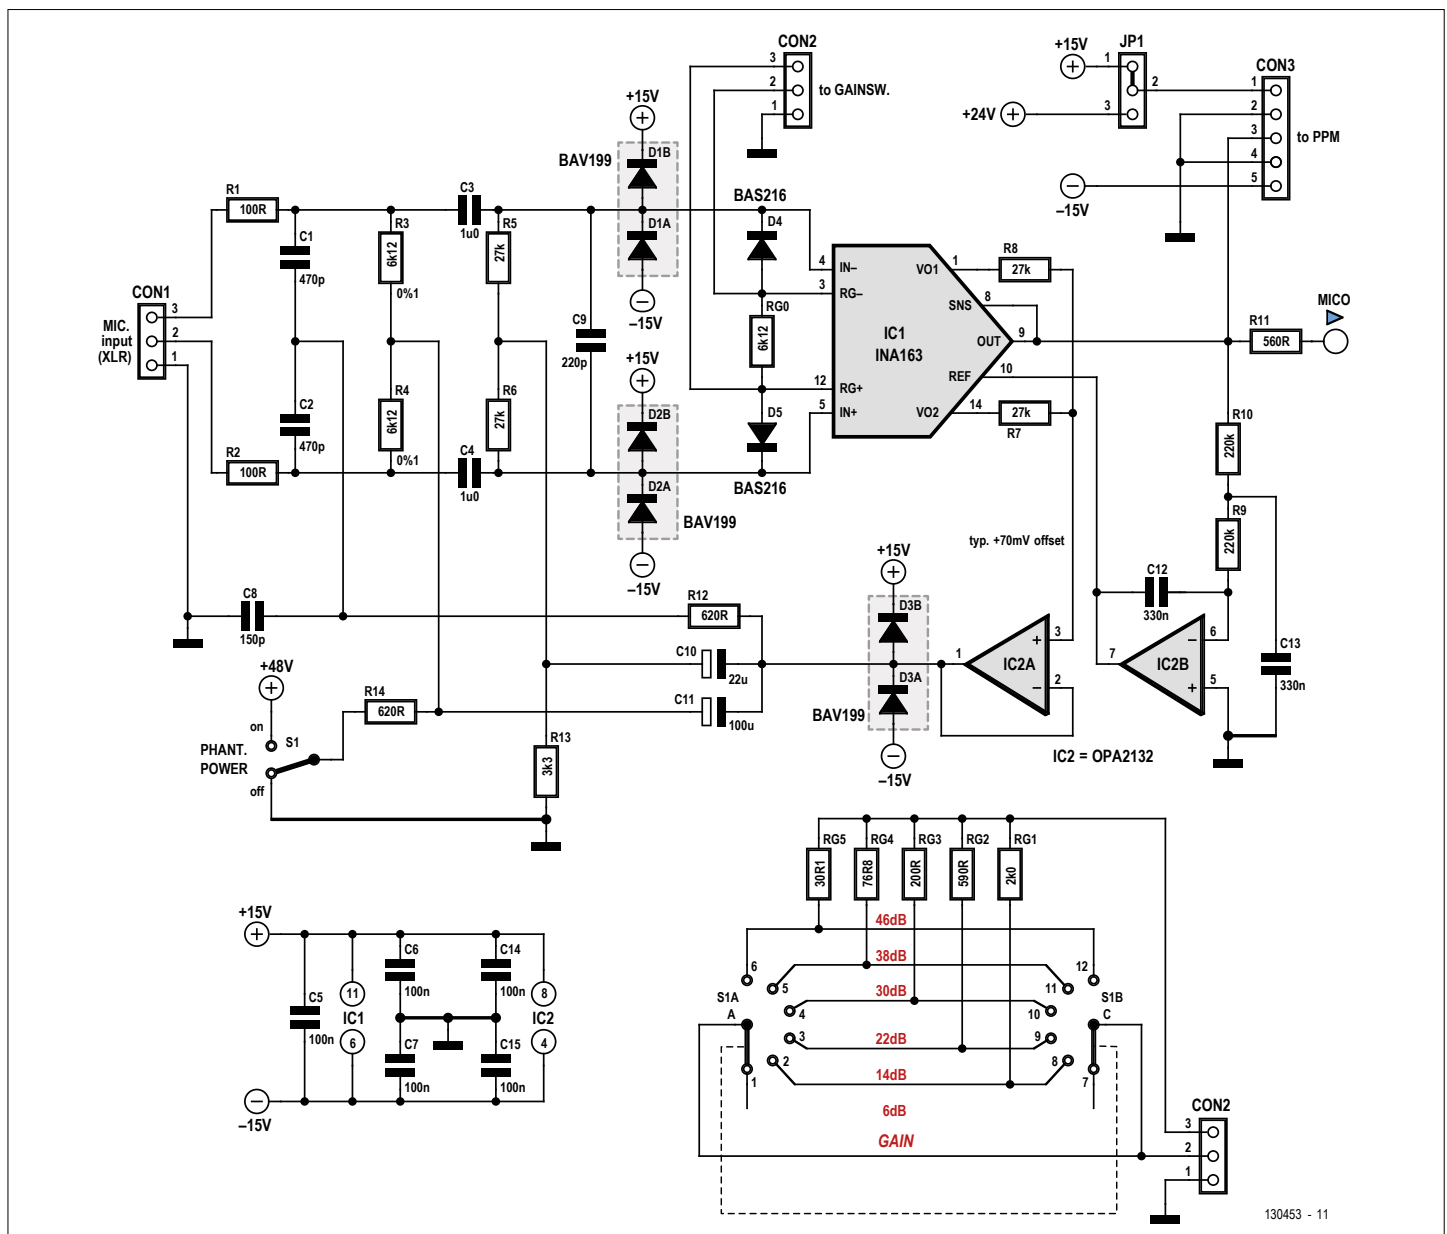 CON2
3
2
1
to GAINSW.
JP1
+15V
1
2
3
+24V
CON3
1
2
3
4
5
to PPM
–15V
+15V
BAV199
D1B
D1A
–15V
R1
100R
C1
470p
R3
6k12
0%1
C3
1u0
R5
27k
C9
220p
BAS216
D4
RG0
6k12
D5
BAS216
4
IN–
3
RG–
12
RG+
5
IN+
IC1
INA163
VO1
1
SNS
8
OUT
9
REF
10
VO2
14
R8
27k
27k
R7
MICO
R11
560R
CON1
MIC.
input
(XLR)
3
2
1
C2
470p
R4
6k12
0%1
R2
100R
C4
1u0
R6
27k
+15V
D2B
D2A
BAV199
–15V
R10
220k
R9
220k
typ. +70mV offset
C12
330n
C13
330n
IC2B
–
+
6
5
7
IC2A
+
–
3
2
1
IC2 = OPA2132
+15V
D3B
D3A
BAV199
–15V
C8
150p
R12
620R
C10
22u
C11
100u
+48V
R14
620R
on
S1
PHANT.
POWER
off
R13
3k3
RG5
30R1
RG4
76R8
RG3
200R
RG2
590R
RG1
2k0
46dB
38dB
30dB
22dB
14dB
6dB
GAIN
S1A
A
6
5
4
3
2
1
S1B
C
12
11
10
9
8
7
CON2
3
2
1
+15V
C5
100n
11
IC1
6
C6
100n
C7
100n
C14
100n
C15
100n
8
IC2
4
–15V
130453 - 11